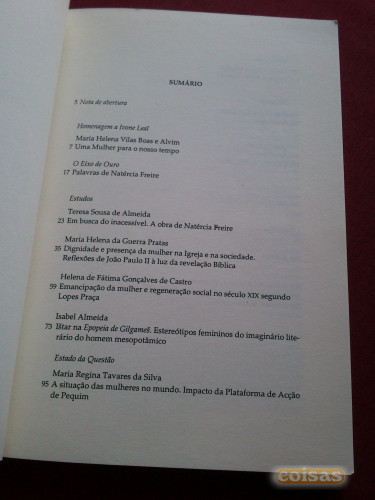 SUMÁRIO
5 Nota de abertura
Homenagem a Ivone Leal
Maria Helena Vilas Boas e Alvim
7 Uma Mulher para o nosso tempo
O Eixo de Ouro
17 Palavras de Natércia Freire
Estudos
Teresa Sousa de Almeida
23 Em busca do inacessível. A obra de Natércia Freire
Maria Helena da Guerra Pratas
35 Dignidade e presença da mulher na Igreja e na sociedade.
Reflexões de João Paulo II à luz da revelação Bíblica
Helena de Fátima Gonçalves de Castro
59 Emancipação da mulher e regeneração social no século XIX segundo
Lopes Praça
Isabel Almeida
73 Ištar na Epopeia de Gilgameš. Estereótipos femininos do imaginário lite-
rário do homem mesopotâmico
Estado da Questão
Maria Regina Tavares da Silva
95 A situação das mulheres no mundo. Impacto da Plataforma de Acção
de Pequim
coisas